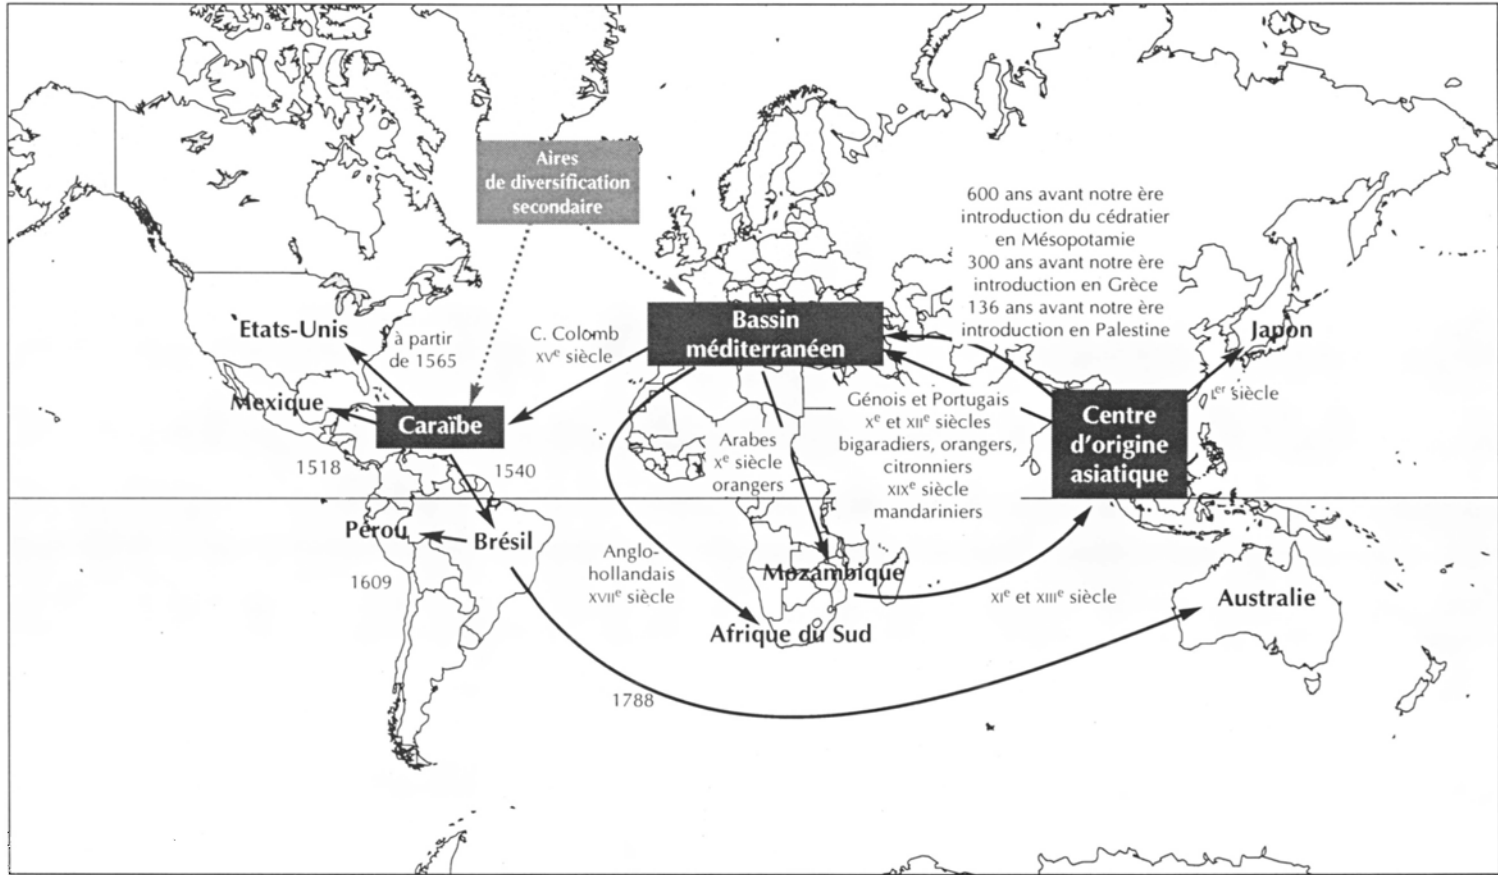 Aires
de diversification
secondaire
600 ans avant notre ère
introduction du cédratier
en Mésopotamie
300 ans avant notre ère
introduction en Grèce
136 ans avant notre ère
introduction en Palestine
Etats-Unis
à partir
de 1565
C. Colomb
XVe siècle
Bassin
méditerranéen
Japon
Ier siècle
Mexique
Caraïbe
Génois et Portugais
Xe et XIIe siècles
bigaradiers, orangers,
citronniers
XIXe siècle
mandariniers
Centre
d'origine
asiatique
Arabes
Xe siècle
orangers
1518
1540
Pérou
Brésil
1609
Anglo-
hollandais
XVIIe siècle
Mozambique
XIe et XIIIe siècle
Australie
Afrique du Sud
1788